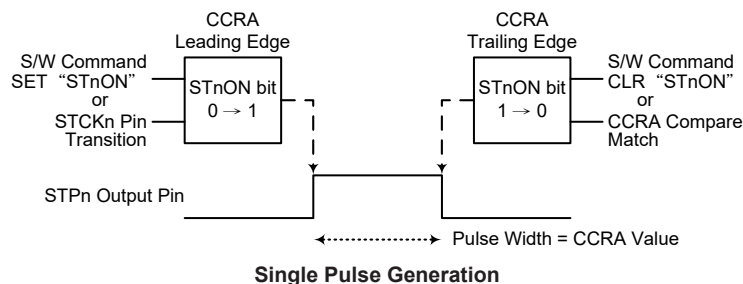 CCRA
Leading Edge
S/W Command
SET “STnON”
or
STCKn Pin
Transition
STnON bit
0 → 1
CCRA
Trailing Edge
STnON bit
1 → 0
S/W Command
CLR “STnON”
or
CCRA Compare
Match
STPn Output Pin
Pulse Width = CCRA Value
Single Pulse Generation